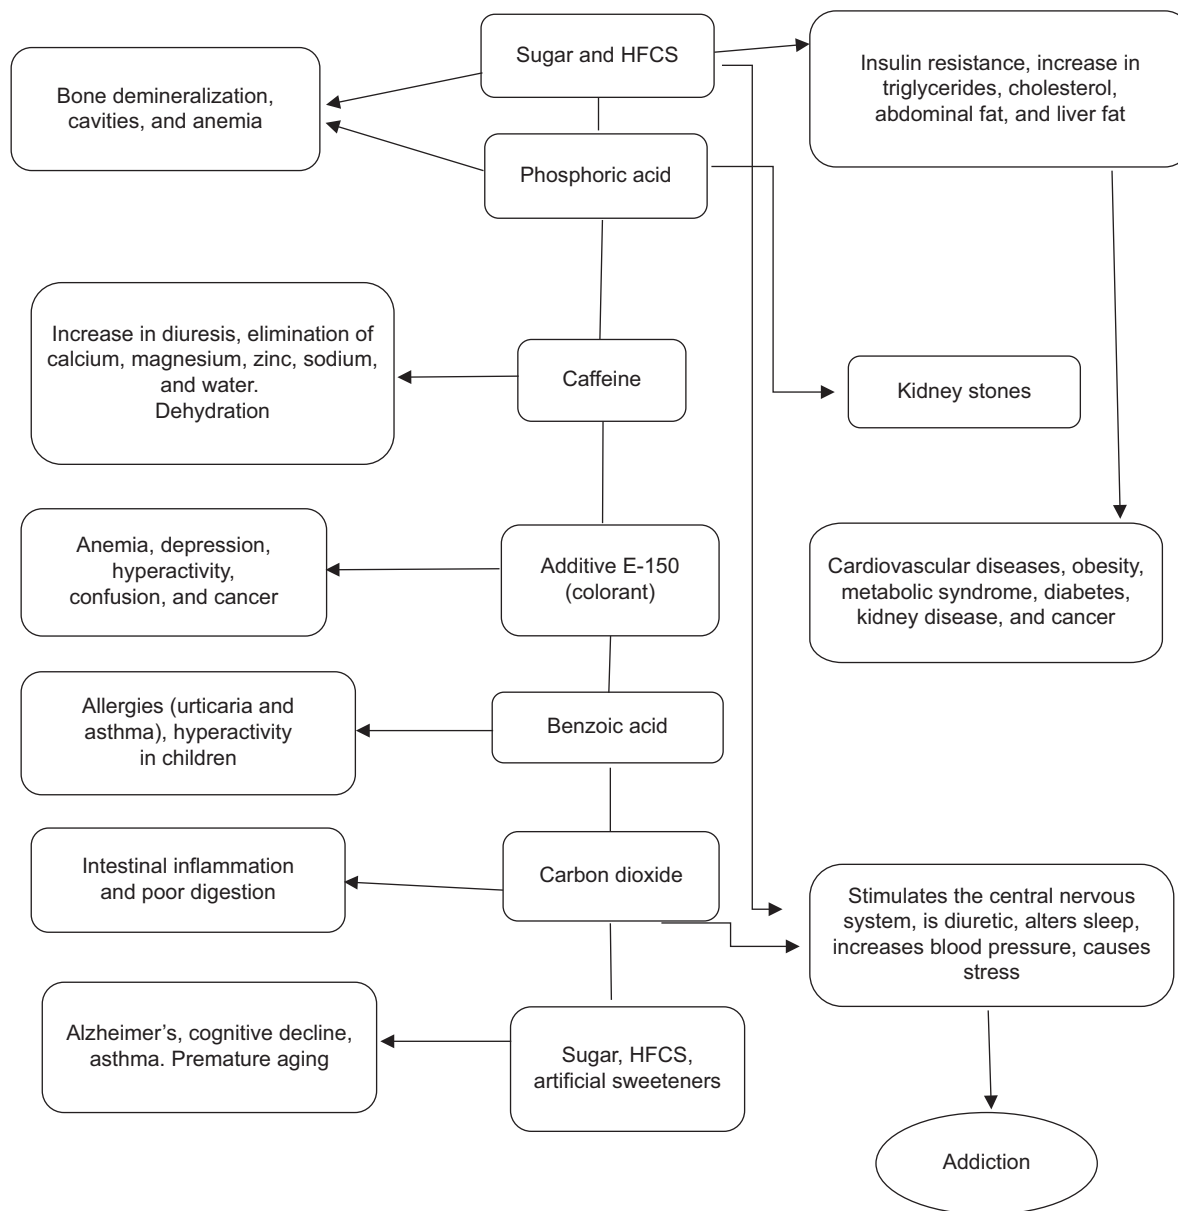 Sugar and HFCS
Insulin resistance, increase in
triglycerides, cholesterol,
abdominal fat, and liver fat
Bone demineralization,
cavities, and anemia
Phosphoric acid
Increase in diuresis, elimination of
calcium, magnesium, zinc, sodium,
and water.
Dehydration
Caffeine
Kidney stones
Anemia, depression,
hyperactivity,
confusion, and cancer
Additive E-150
(colorant)
Cardiovascular diseases, obesity,
metabolic syndrome, diabetes,
kidney disease, and cancer
Allergies (urticaria and
asthma), hyperactivity
in children
Benzoic acid
Intestinal inflammation
and poor digestion
Carbon dioxide
Stimulates the central nervous
system, is diuretic, alters sleep,
increases blood pressure, causes
stress
Alzheimer’s, cognitive decline,
asthma. Premature aging
Sugar, HFCS,
artificial sweeteners
Addiction